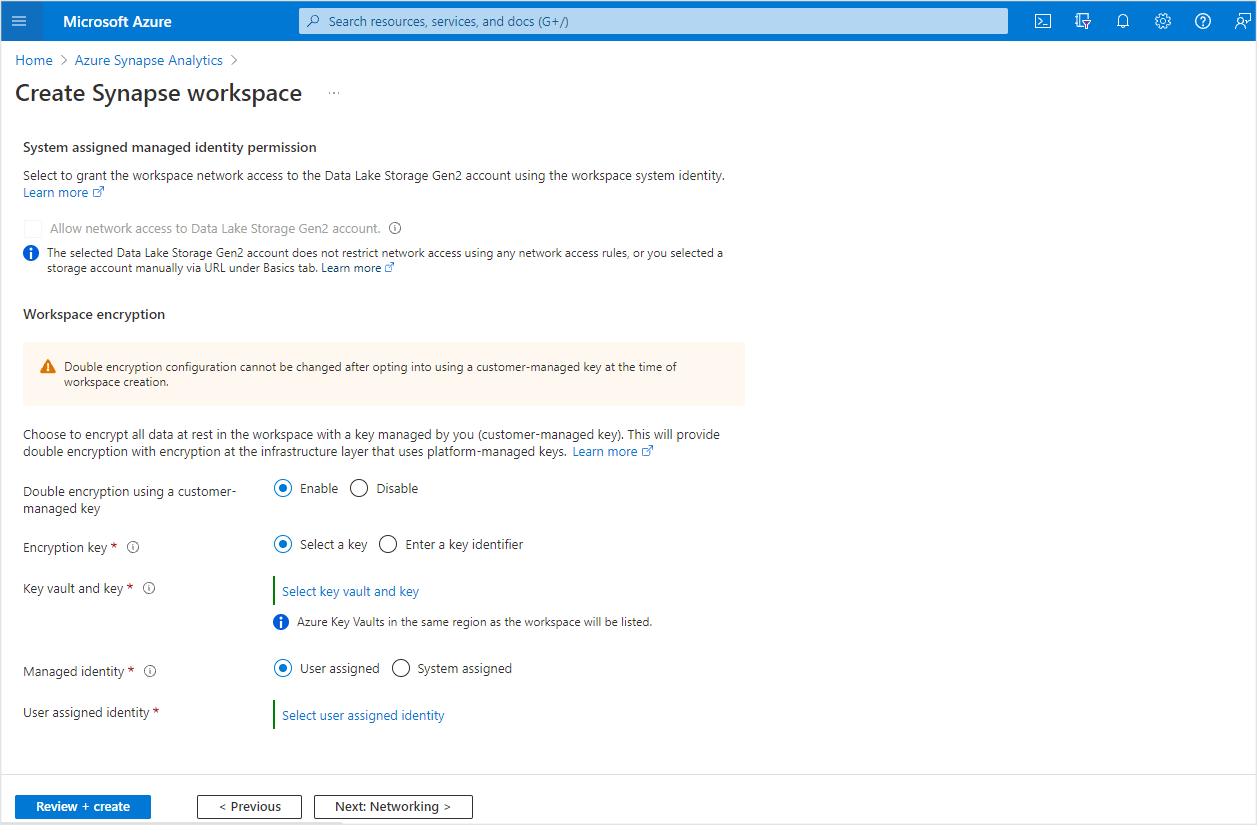 Microsoft Azure
Search resources, services, and docs (G+/)
Home > Azure Synapse Analytics >
Create Synapse workspace ...
System assigned managed identity permission
Select to grant the workspace network access to the Data Lake Storage Gen2 account using the workspace system identity.
Learn more
Allow network access to Data Lake Storage Gen2 account.
The selected Data Lake Storage Gen2 account does not restrict network access using any network access rules, or you selected a
storage account manually via URL under Basics tab. Learn more
Workspace encryption
Double encryption configuration cannot be changed after opting into using a customer-managed key at the time of
workspace creation.
Choose to encrypt all data at rest in the workspace with a key managed by you (customer-managed key). This will provide
double encryption with encryption at the infrastructure layer that uses platform-managed keys. Learn more
Double encryption using a customer-
managed key
Enable Disable
Encryption key *
Select a key Enter a key identifier
Key vault and key *
Select key vault and key
Azure Key Vaults in the same region as the workspace will be listed.
Managed identity *
User assigned System assigned
User assigned identity *
Select user assigned identity
Review + create < Previous Next: Networking >